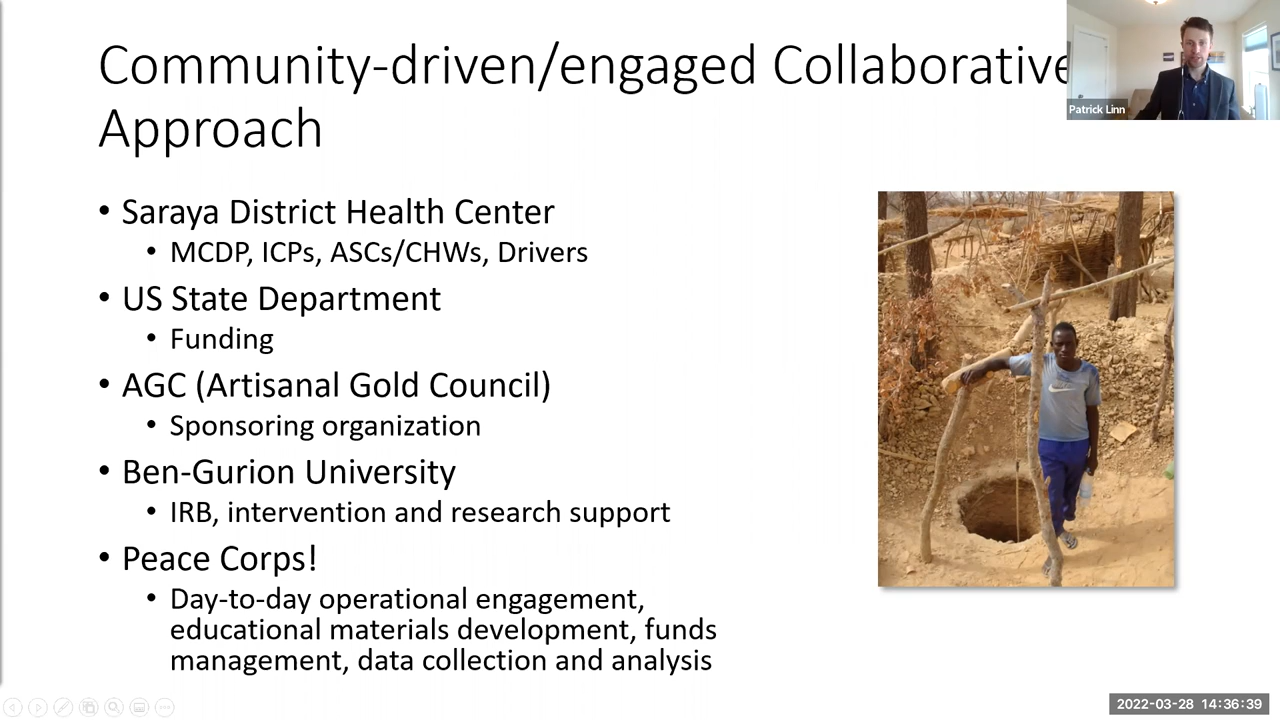 Community-driven/engaged Collaborative
Approach
Patrick Linn
• Saraya District Health Center
• MCDP, ICPs, ASCs/CHWs, Drivers
• US State Department
• Funding
• AGC (Artisanal Gold Council)
• Sponsoring organization
• Ben-Gurion University
• IRB, intervention and research support
• Peace Corps!
• Day-to-day operational engagement,
educational materials development, funds
management, data collection and analysis
2022-03-28 14:36:39